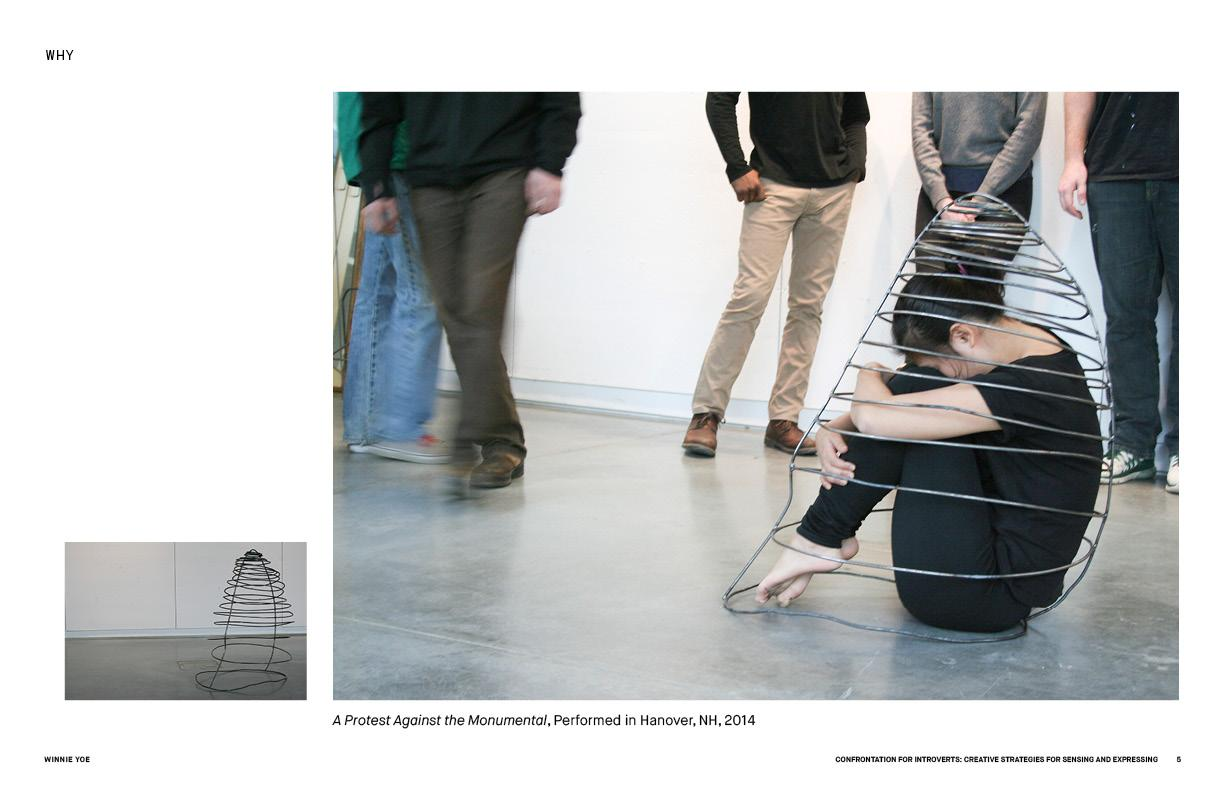 WHY
A Protest Against the Monumental, Performed in Hanover, NH, 2014
WINNIE YOE
CONFRONTATION FOR INTROVERTS: CREATIVE STRATEGIES FOR SENSING AND EXPRESSING 5